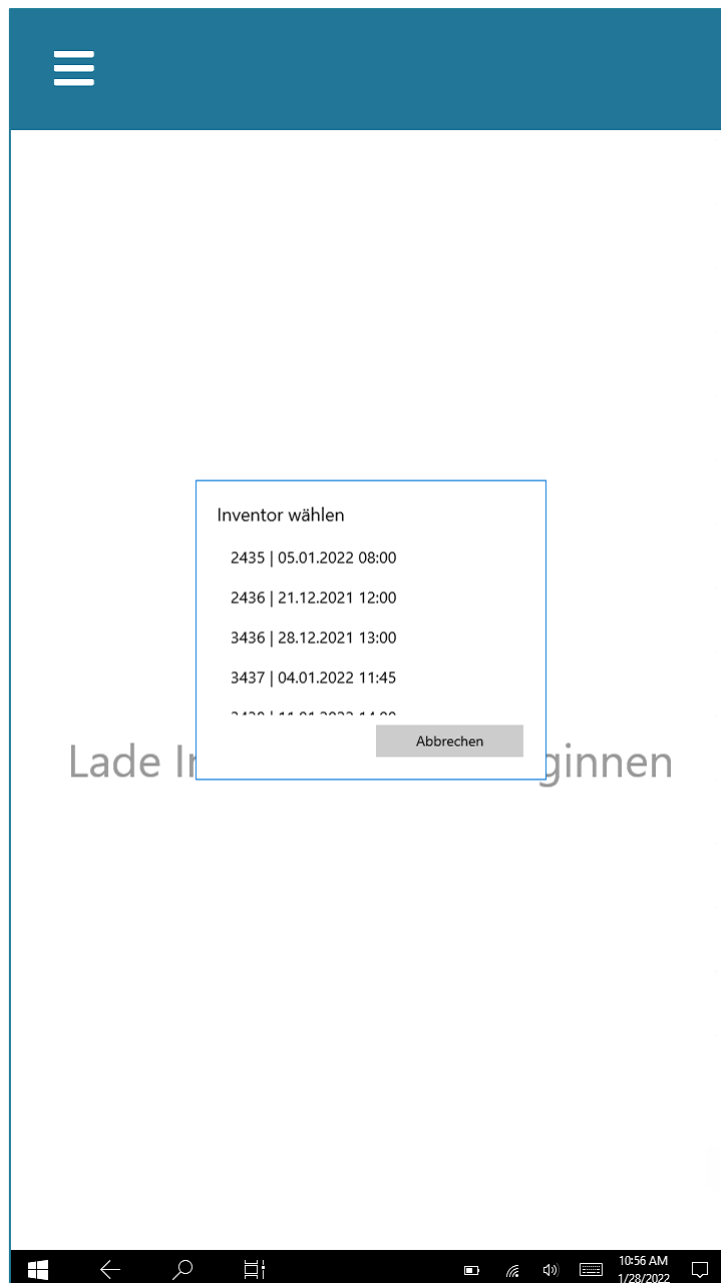 Inventor wählen
2435 | 05.01.2022 08:00
2436 | 21.12.2021 12:00
3436 | 28.12.2021 13:00
3437 | 04.01.2022 11:45
Abbrechen
Lade ginnen
10:56 AM
1/28/2022